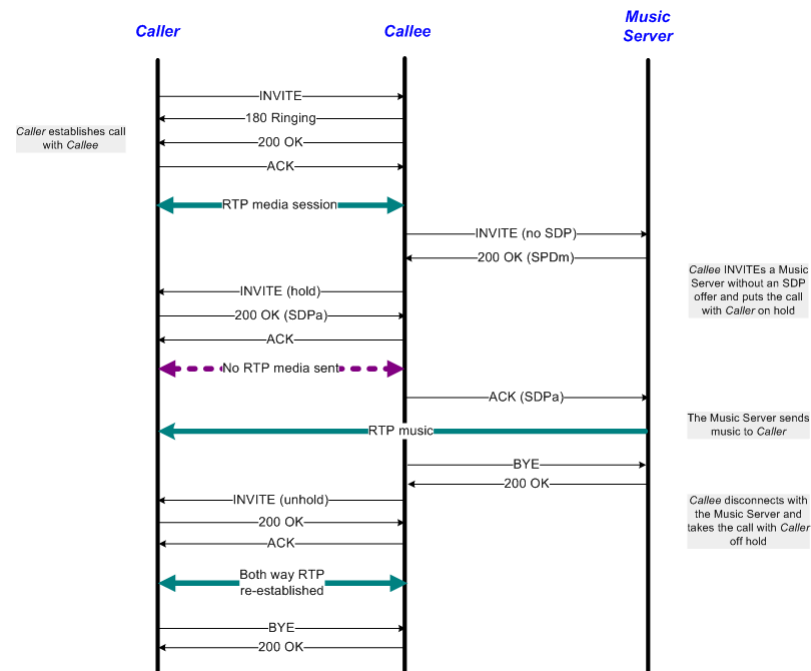 Caller
Callee
Music
Server
INVITE
180 Ringing
Caller establishes call
with Callee
200 OK
ACK
RTP media session
INVITE (no SDP)
200 OK (SPDm)
Callee INVITEs a Music
Server without an SDP
offer and puts the call
with Caller on hold
INVITE (hold)
200 OK (SDPa)
ACK
No RTP media sent
ACK (SDPa)
The Music Server sends
music to Caller
RTP music
BYE
200 OK
INVITE (unhold)
Callee disconnects with
the Music Server and
takes the call with Caller
off hold
200 OK
ACK
Both way RTP
re-established
BYE
200 OK